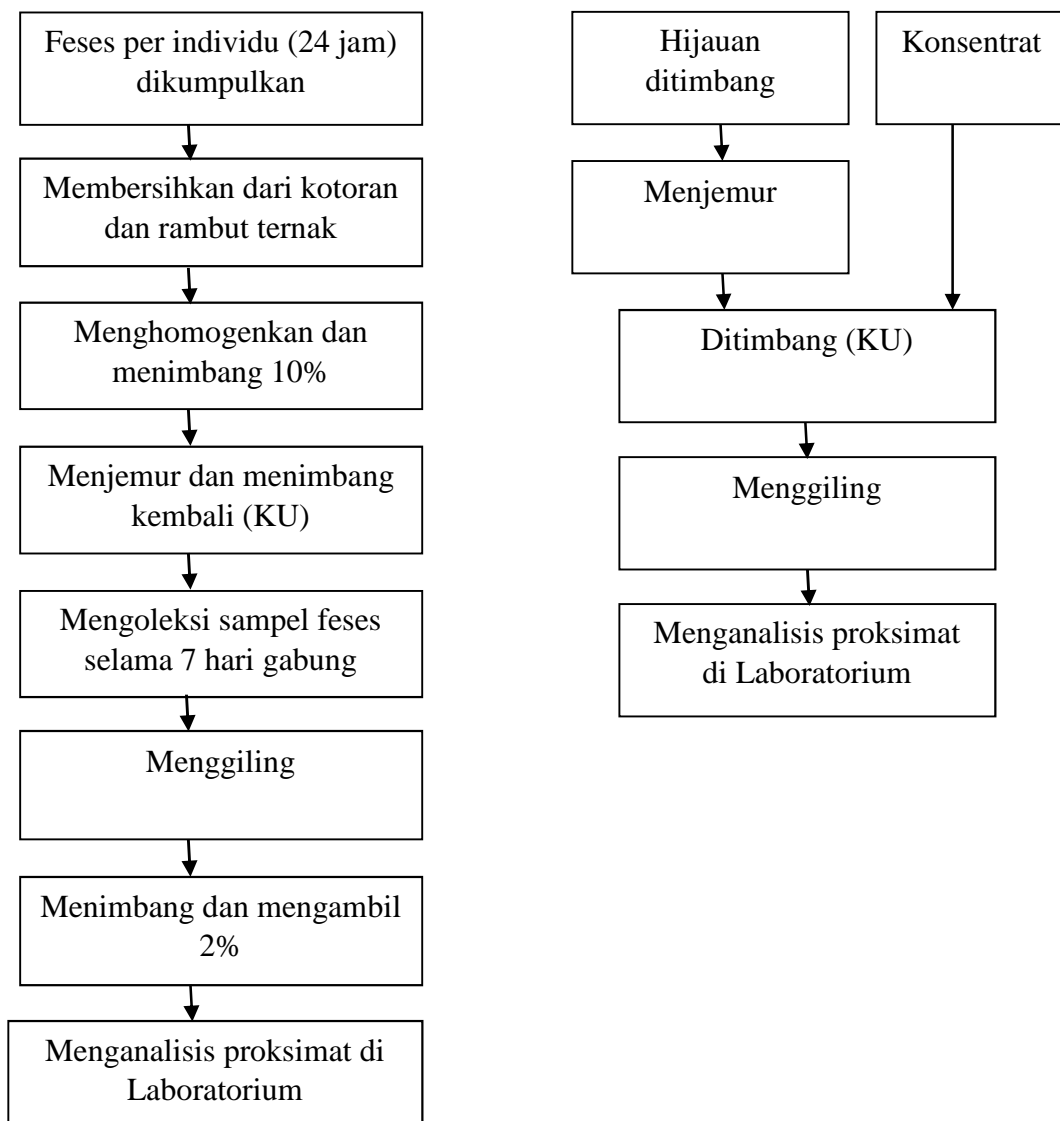 Feses per individu (24 jam)
dikumpulkan
Membersihkan dari kotoran
dan rambut ternak
Menghomogenkan dan
menimbang 10%
Menjemur dan menimbang
kembali (KU)
Mengoleksi sampel feses
selama 7 hari gabung
Menggiling
Menimbang dan mengambil
2%
Menganalisis proksimat di
Laboratorium
Hijauan
ditimbang
Konsentrat
Menjemur
Ditimbang (KU)
Menggiling
Menganalisis proksimat
di Laboratorium